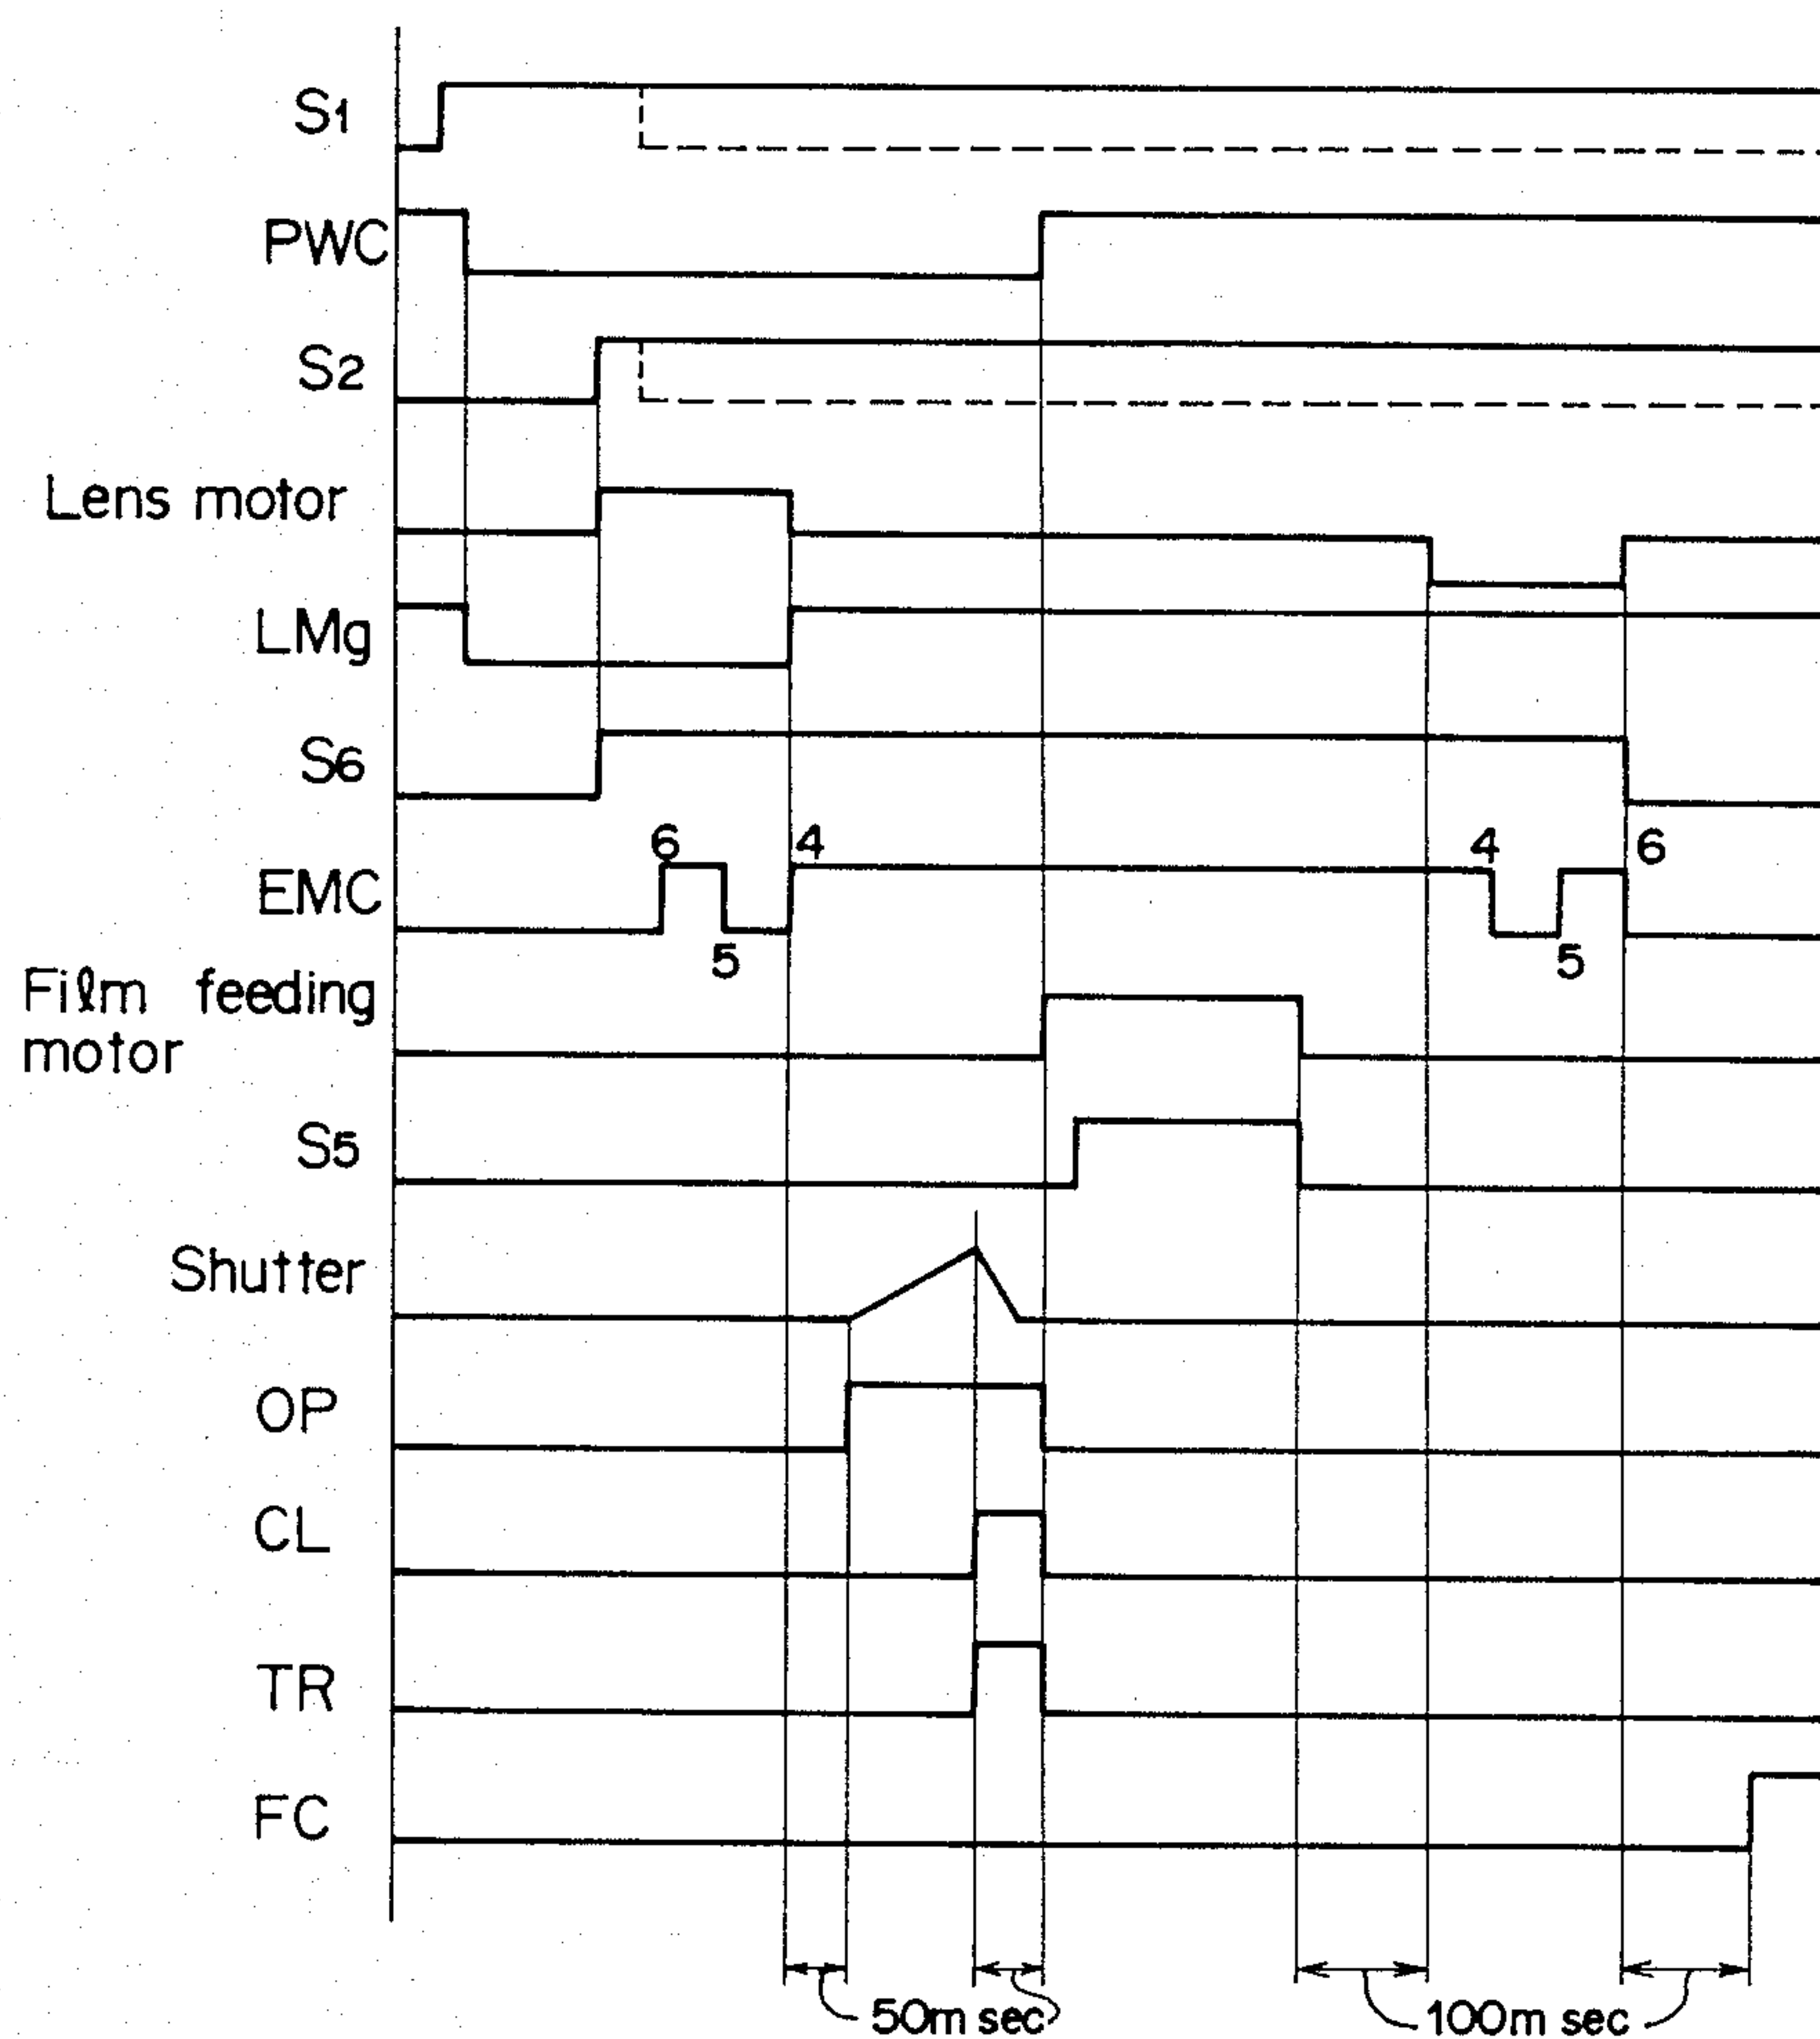 S1
PWC
S2
Lens motor
LMg
S6
6 4 4 6
EMC
5 5
Film feeding
motor
S5
Shutter
OP
CL
TR
FC
50m sec 100m sec